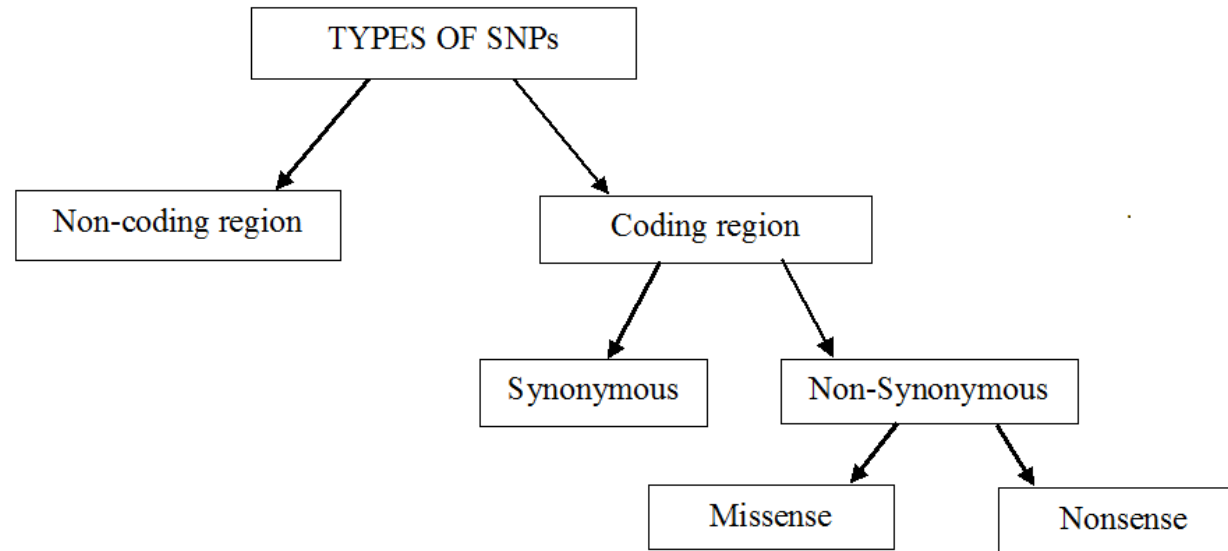 TYPES OF SNPs
Non-coding region
Coding region
Synonymous
Non-Synonymous
Missense
Nonsense